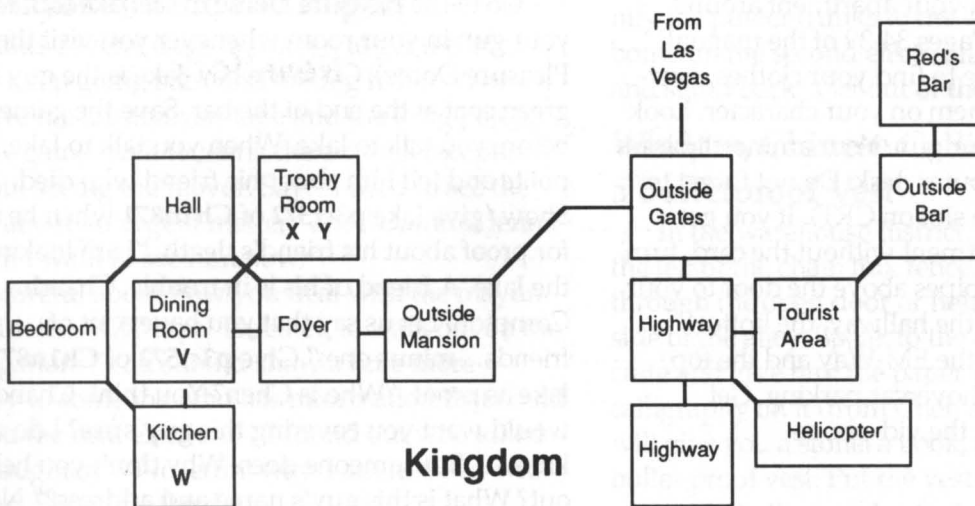 From
Las
Vegas
Red's
Bar
Hall
Trophy
Room
X Y
Outside
Gates
Outside
Bar
Bedroom
Dining
Room
V
Foyer
Outside
Mansion
Highway
Tourist
Area
Kitchen
W
Kingdom
Highway
Helicopter